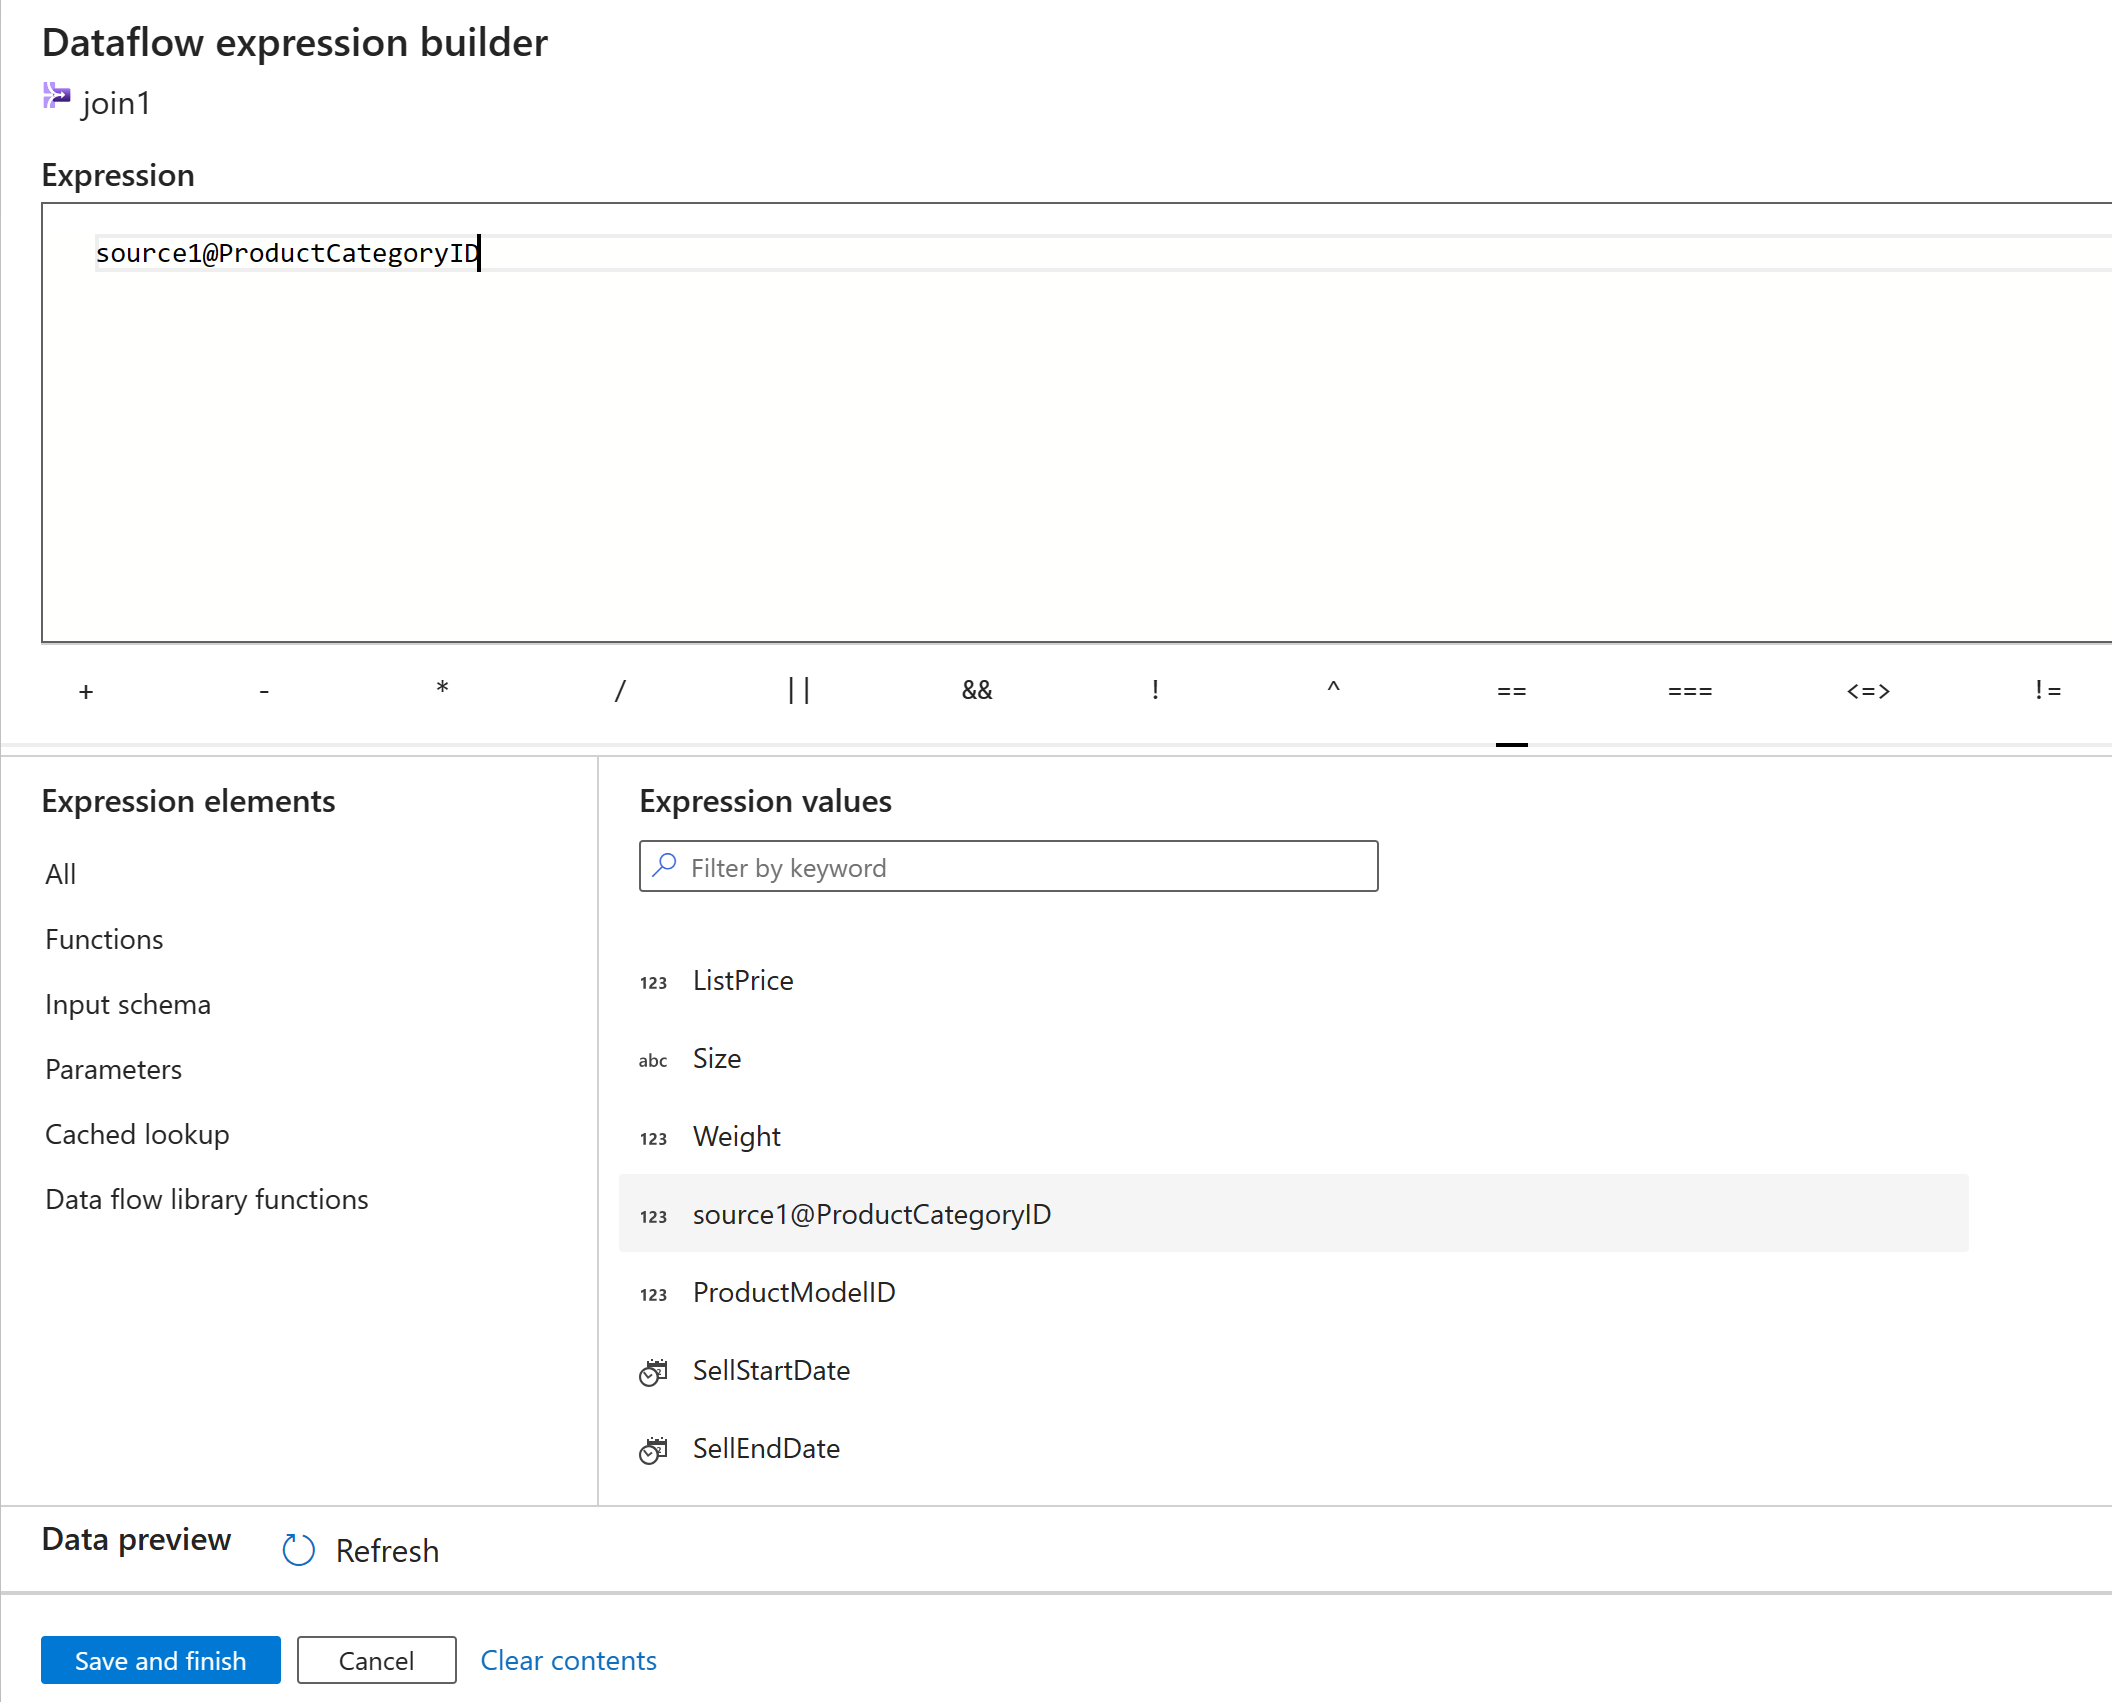 Dataflow expression builder
join1
Expression
source1@ProductCategoryID
+ - * / || && ! ^ == === <=> !=
Expression elements
All
Functions
Input schema
Parameters
Cached lookup
Data flow library functions
Expression values
Filter by keyword
123 ListPrice
abc Size
123 Weight
123 source1@ProductCategoryID
123 ProductModelID
SellStartDate
SellEndDate
Data preview Refresh
Save and finish Cancel Clear contents